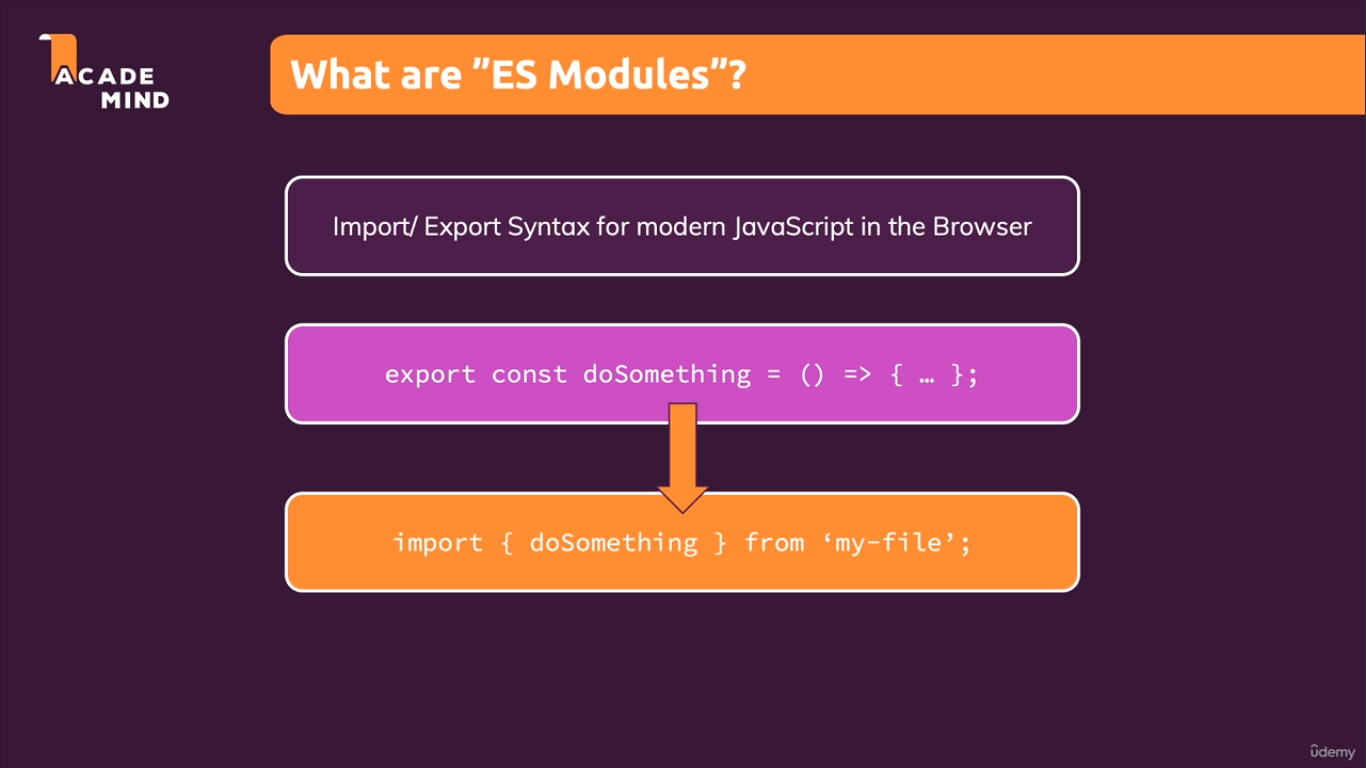 ACADE
MIND
What are ”ES Modules”?
Import/ Export Syntax for modern JavaScript in the Browser
export const doSomething = () => { … };
import { doSomething } from ‘my-file’;
ûdemy